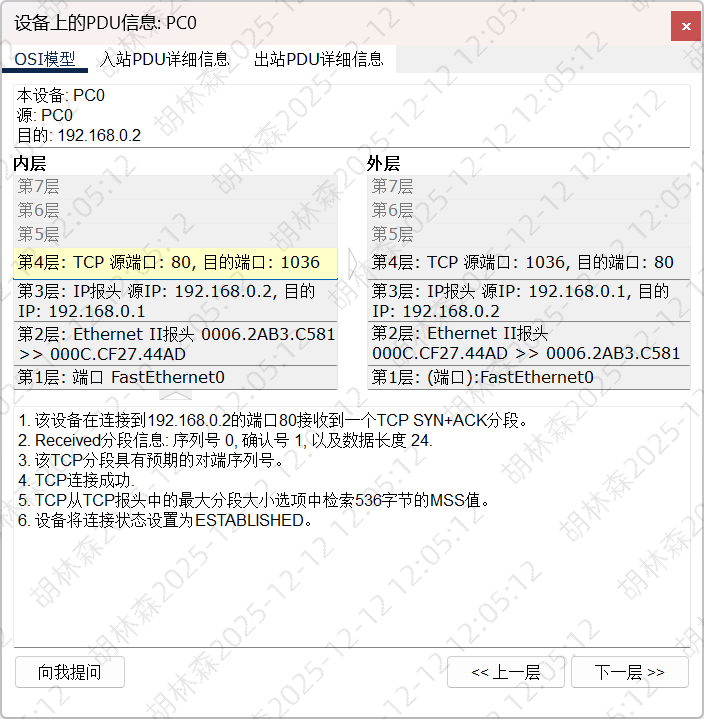 设备上的PDU信息: PC0
×
OSI模型 入站PDU详细信息 出站PDU详细信息
本设备: PC0
源: PC0
目的: 192.168.0.2
内层
第7层
第6层
第5层
第4层: TCP 源端口: 80, 目的端口: 1036
第3层: IP报头 源IP: 192.168.0.2, 目的
IP: 192.168.0.1
第2层: Ethernet II报头 0006.2AB3.C581
>> 000C.CF27.44AD
第1层: 端口 FastEthernet0
外层
第7层
第6层
第5层
第4层: TCP 源端口: 1036, 目的端口: 80
第3层: IP报头 源IP: 192.168.0.1, 目的
IP: 192.168.0.2
第2层: Ethernet II报头
000C.CF27.44AD >> 0006.2AB3.C581
第1层: (端口):FastEthernet0
1. 该设备在连接到192.168.0.2的端口80接收到一个TCP SYN+ACK分段。
2. Received分段信息: 序列号 0, 确认号 1, 以及数据长度 24.
3. 该TCP分段具有预期的对端序列号。
4. TCP连接成功.
5. TCP从TCP报头中的最大分段大小选项中检索536字节的MSS值。
6. 设备将连接状态设置为ESTABLISHED。
向我提问
<< 上一层
下一层 >>
胡林森2025-12-12 12:05:12